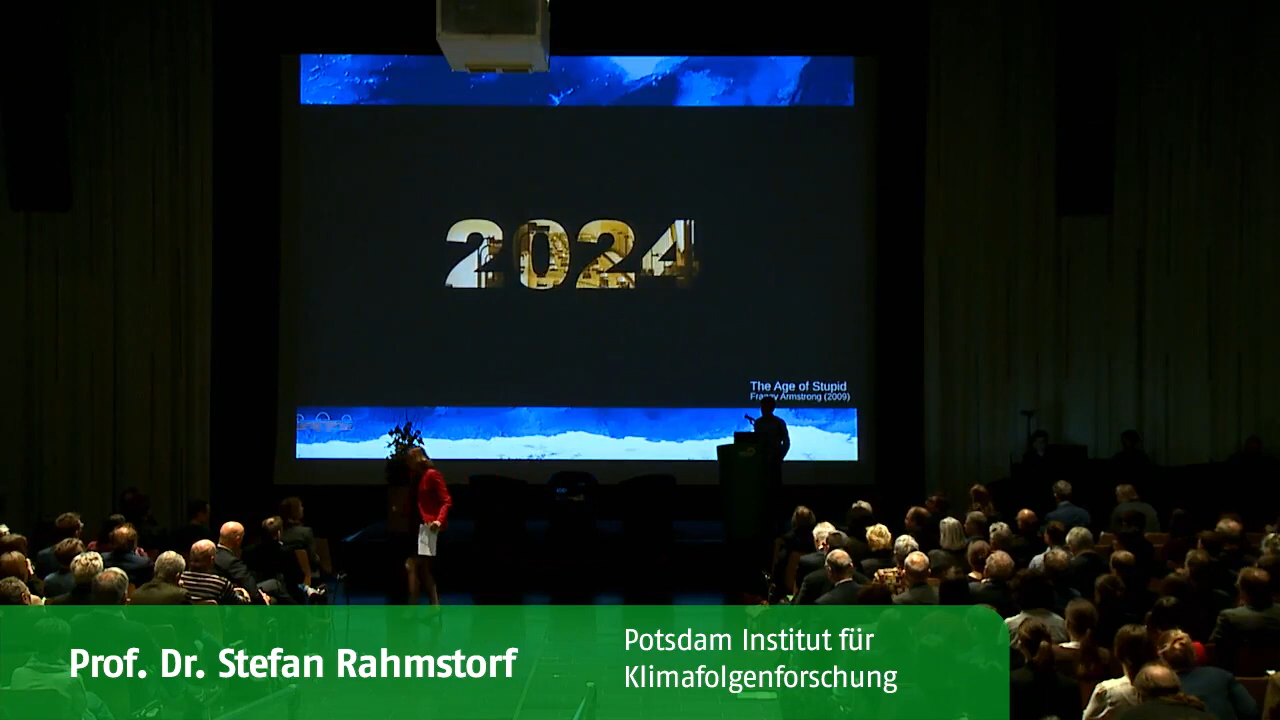 2024
The Age of Stupid
Franny Armstrong (2009)
Prof. Dr. Stefan Rahmstorf
Potsdam Institut für
Klimafolgenforschung